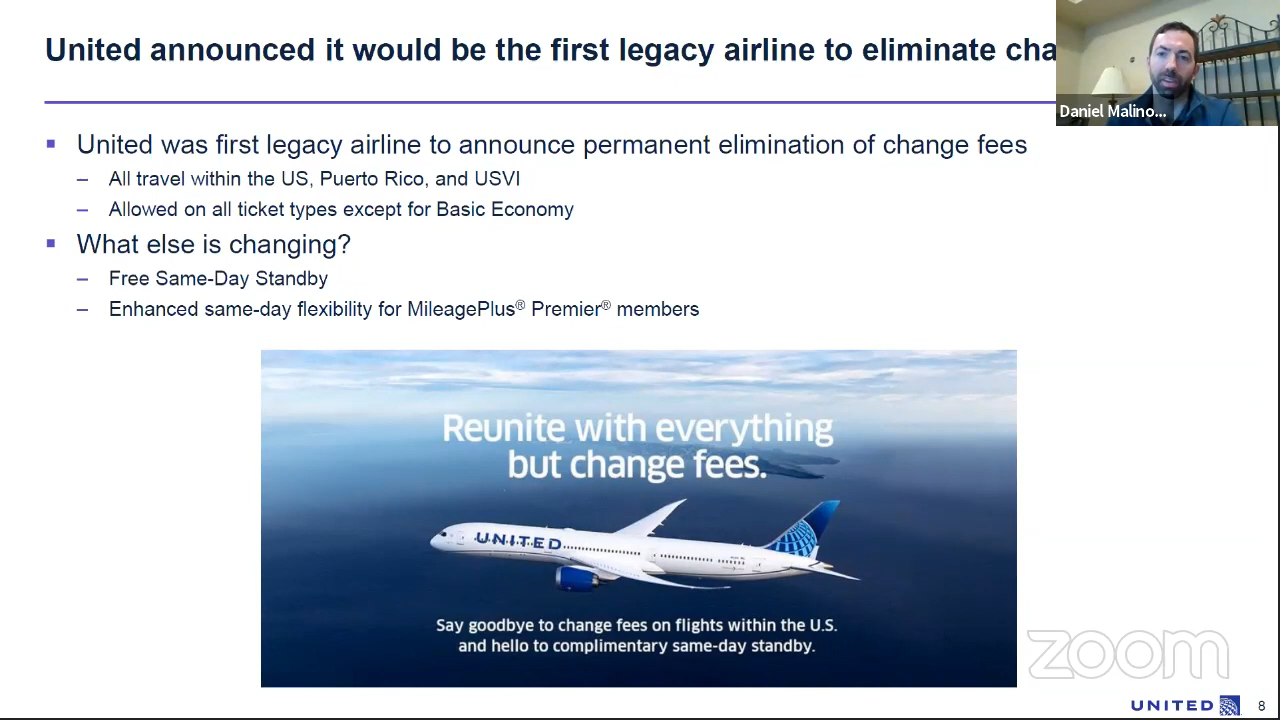 United announced it would be the first legacy airline to eliminate cha
Daniel Malino...
▪ United was first legacy airline to announce permanent elimination of change fees
– All travel within the US, Puerto Rico, and USVI
– Allowed on all ticket types except for Basic Economy
▪ What else is changing?
– Free Same-Day Standby
– Enhanced same-day flexibility for MileagePlus® Premier® members
Reunite with everything
but change fees.
UNITED
Say goodbye to change fees on flights within the U.S.
and hello to complimentary same-day standby.
zoom
UNITED 8